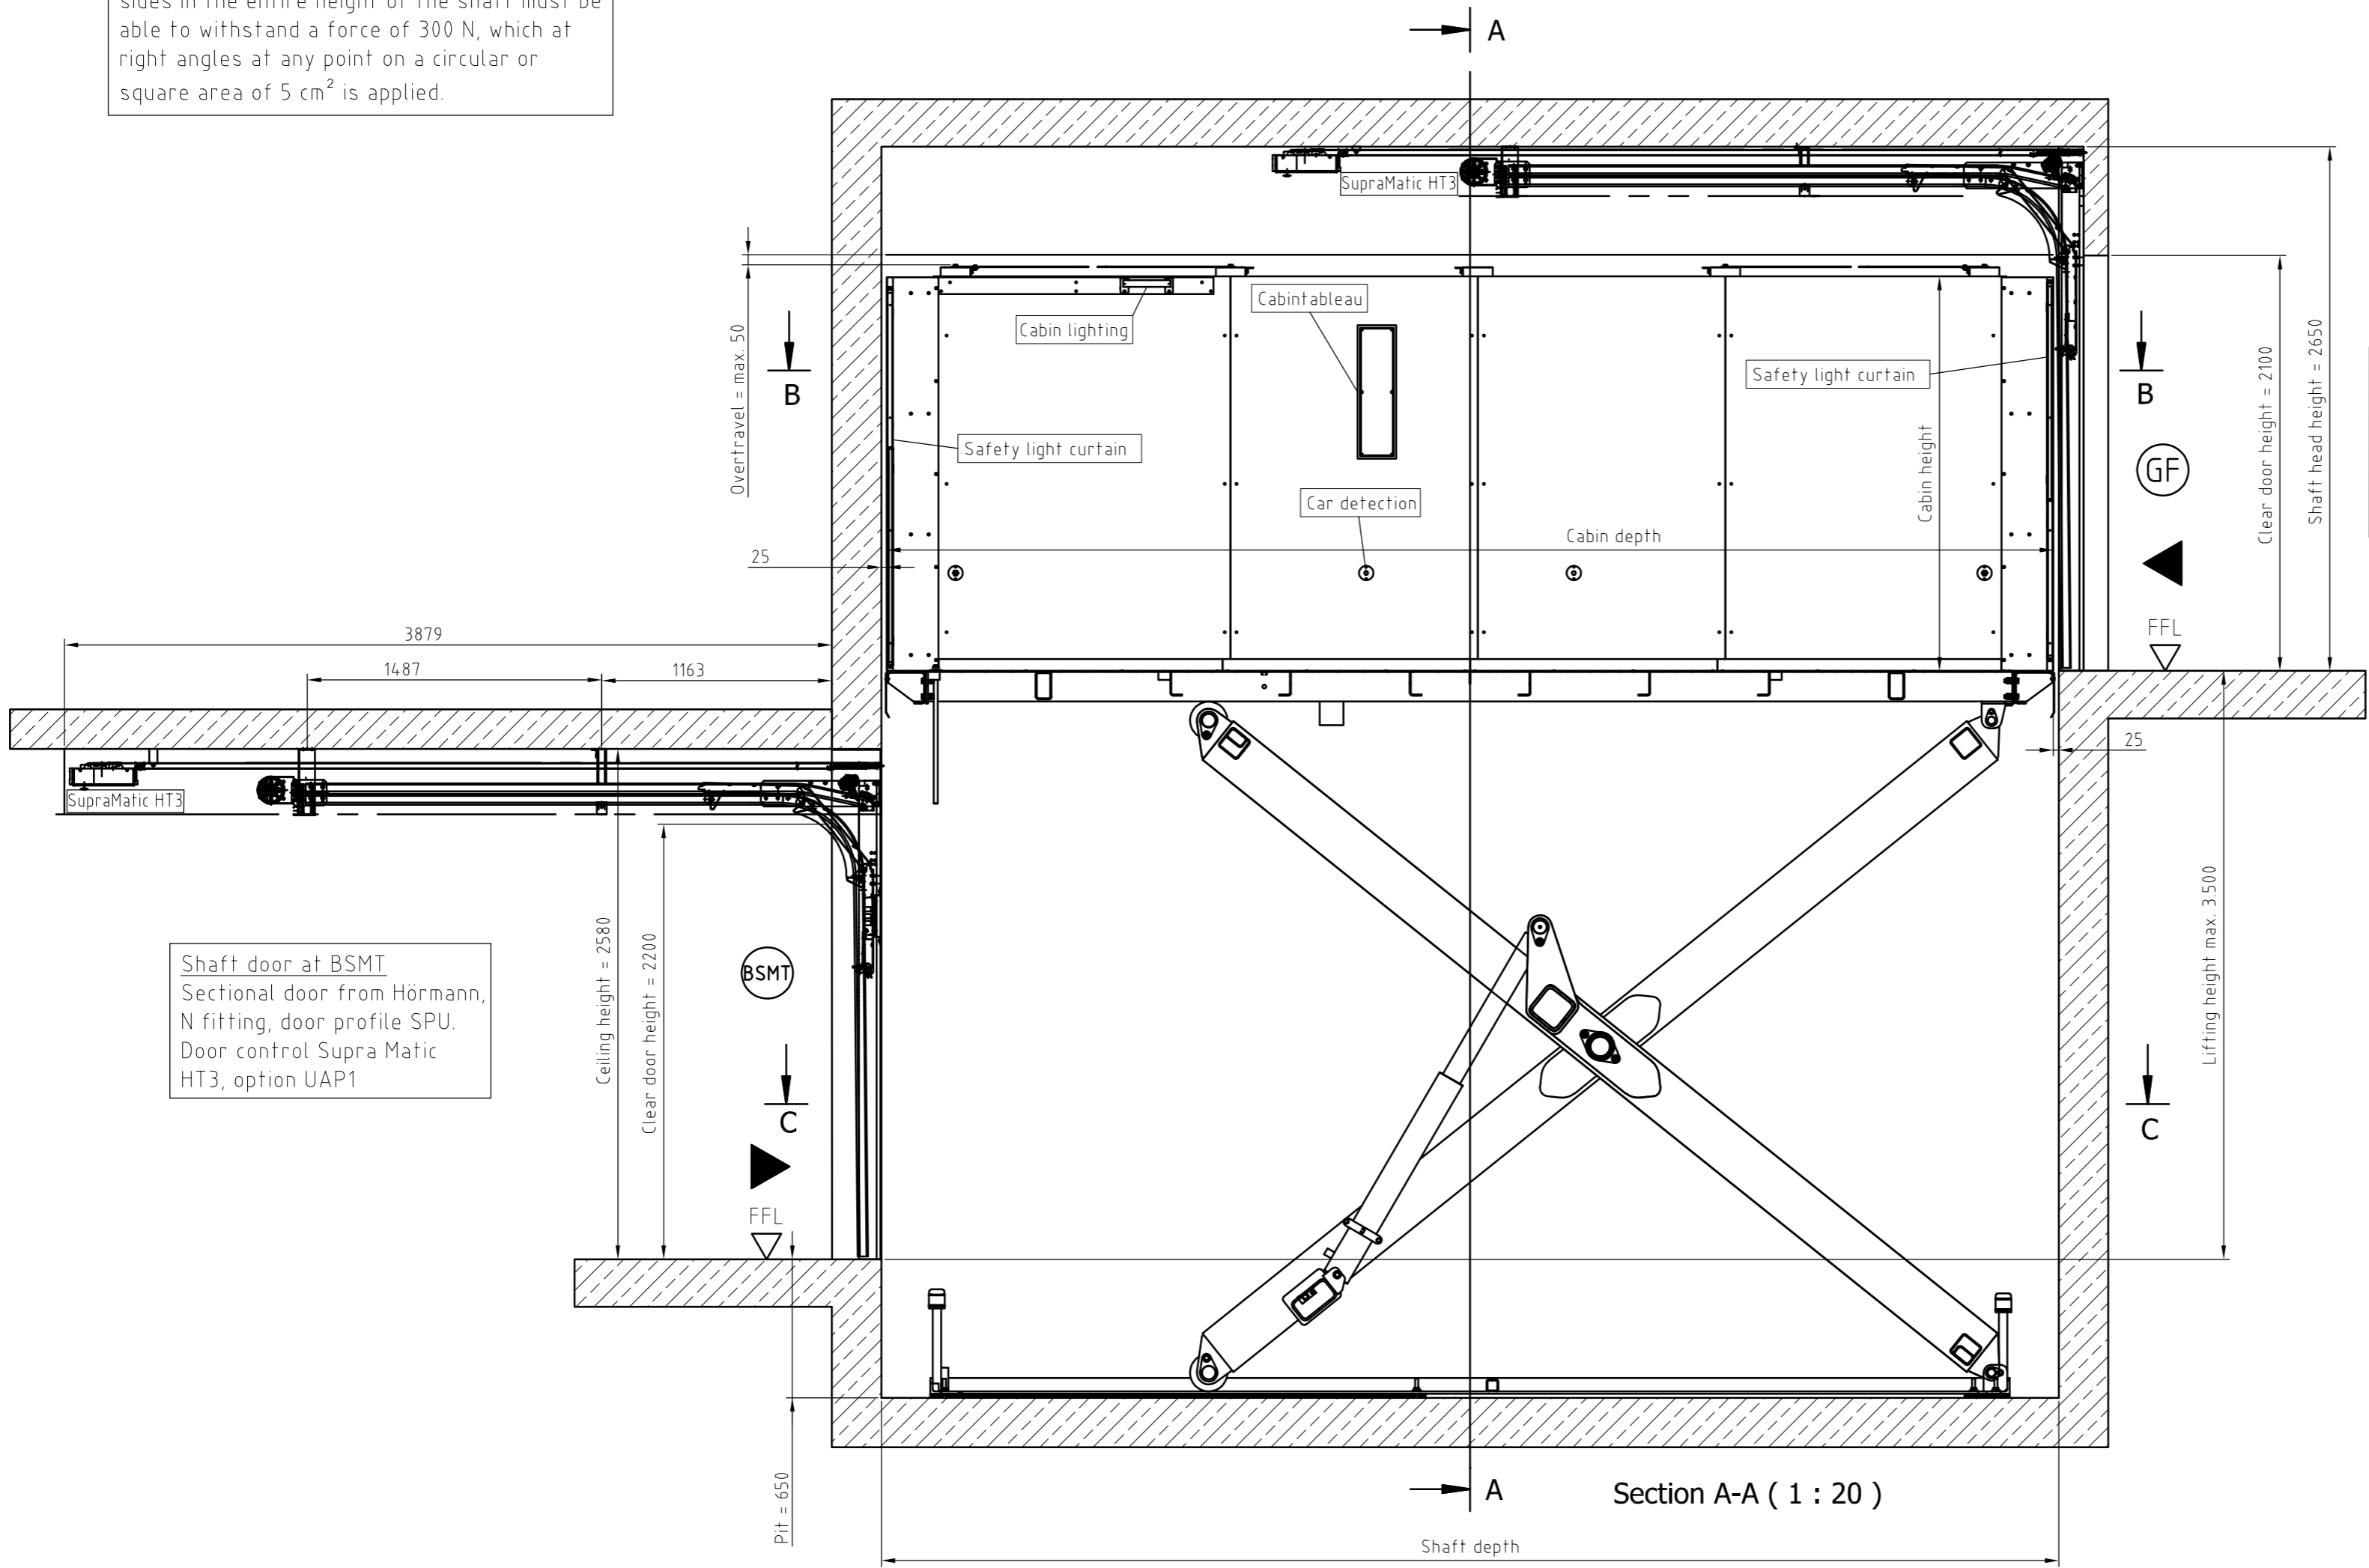 sides in the entire height of the shaft must be
able to withstand a force of 300 N, which at
right angles at any point on a circular or
square area of 5 cm² is applied.
A
SupraMatic HT3
Overtravel = max. 50
B
Cabin lighting
Cabintableau
Safety light curtain
B
Safety light curtain
Car detection
Cabin height
Cabin depth
GF
Clear door height = 2100
Shaft head height = 2650
25
FFL
3879
1487
1163
25
SupraMatic HT3
Shaft door at BSMT
Sectional door from Hörmann,
N fitting, door profile SPU.
Door control Supra Matic
HT3, option UAP1
Ceiling height = 2580
Clear door height = 2200
BSMT
C
FFL
Lifting height max. 3.500
C
Pit = 650
A
Section A-A ( 1 : 20 )
Shaft depth